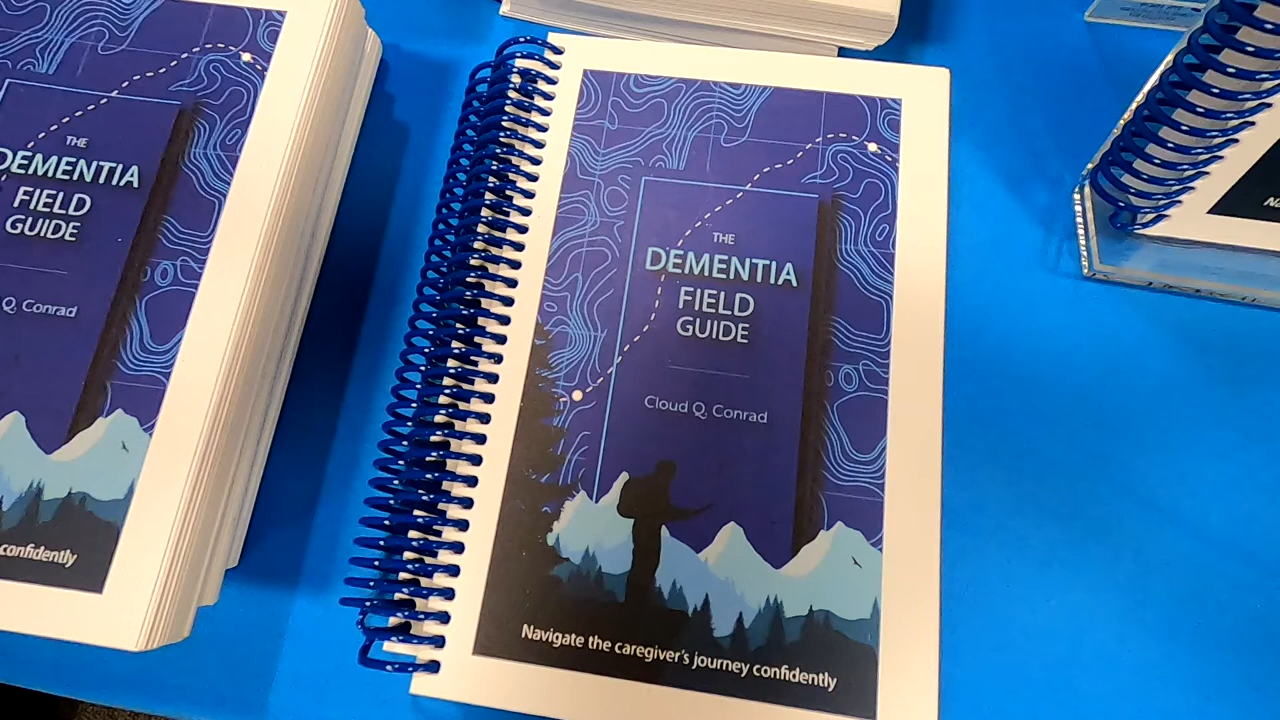 THE
DEMENTIA
FIELD
GUIDE
Q. Conrad
confidently
THE
DEMENTIA
FIELD
GUIDE
Cloud Q. Conrad
Navigate the caregiver's journey confidently